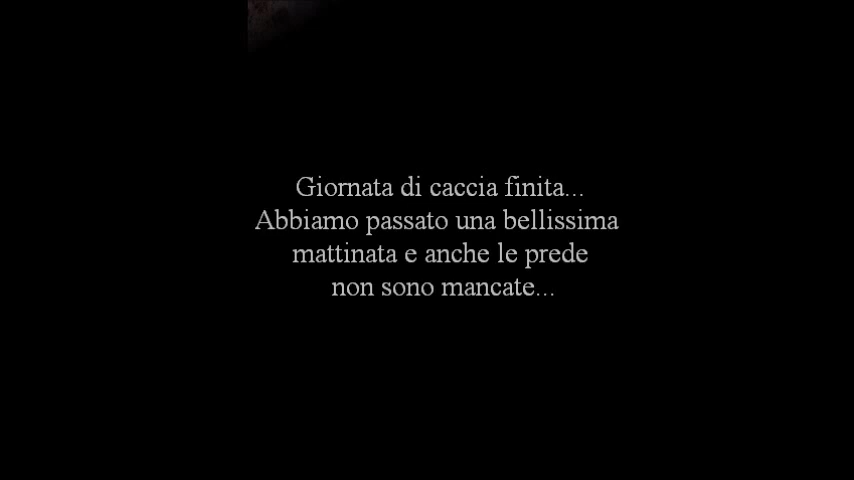 Giornata di caccia finita...
Abbiamo passato una bellissima
mattinata e anche le prede
non sono mancate...